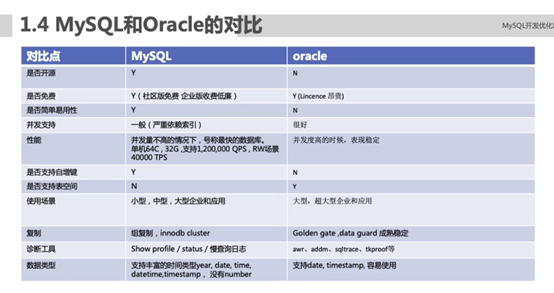 1.4 MySQL和Oracle的对比
MySQL开发优化
对比点 MySQL oracle
是否开源 Y N
是否免费 Y（社区版免费 企业版收费低廉） Y (Lincence 昂贵)
是否简单易用性 Y N
并发支持 一般（严重依赖索引） 很好
性能 并发量不高的情况下，号称最快的数据库。 并发度高的时候，表现稳定
单机64C , 32G ,支持1,200,000 QPS , RW场景
40000 TPS
是否支持自增键 Y N
是否支持表空间 N Y
使用场景 小型，中型，大型企业和应用 大型，超大型企业和应用
复制 组复制，innodb cluster Golden gate ,data guard 成熟稳定
诊断工具 Show profile / status / 慢查询日志 awr、addm、sqltrace、tkproof等
数据类型 支持丰富的时间类型year, date, time, 支持date, timestamp, 容易使用
datetime,timestamp， 没有number